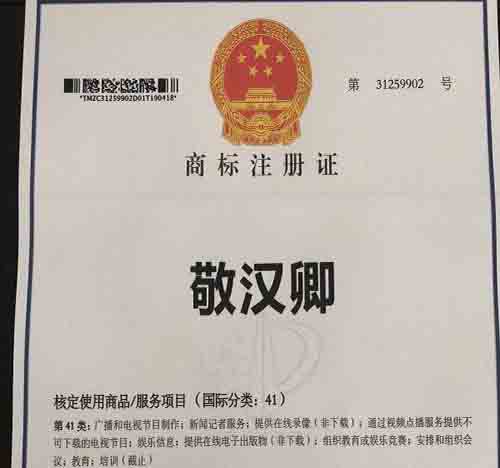 *TMZC31259902D01T190418*
第 31259902 号
商标注册证
敬汉卿
核定使用商品/服务项目（国际分类：41）
第41类：广播和电视节目制作；新闻记者服务；提供在线录像（非下载）；通过视频点播服务提供不
可下载的电视节目；娱乐信息；提供在线电子出版物（非下载）；组织教育或娱乐竞赛；安排和组织会
议；教育；培训（截止）